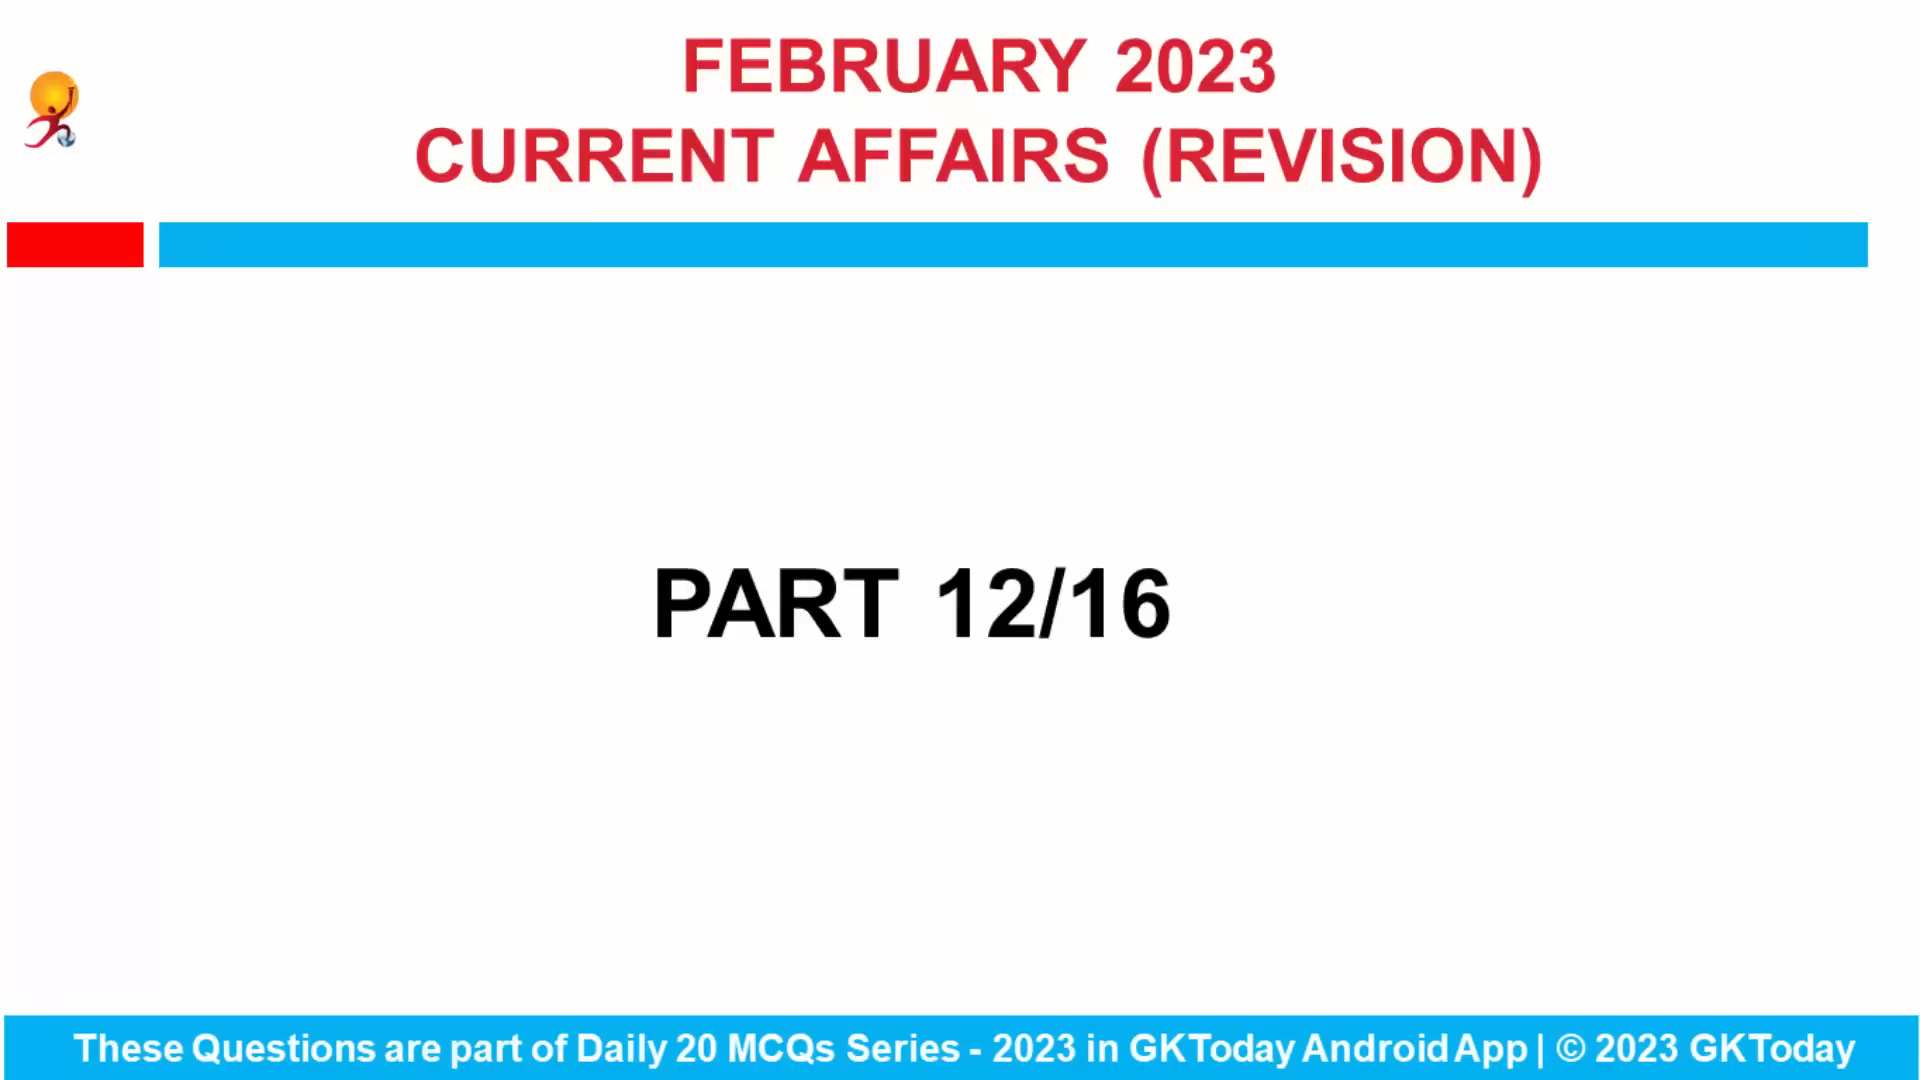 FEBRUARY 2023
CURRENT AFFAIRS (REVISION)
PART 12/16
These Questions are part of Daily 20 MCQs Series - 2023 in GKToday Android App | © 2023 GKToday